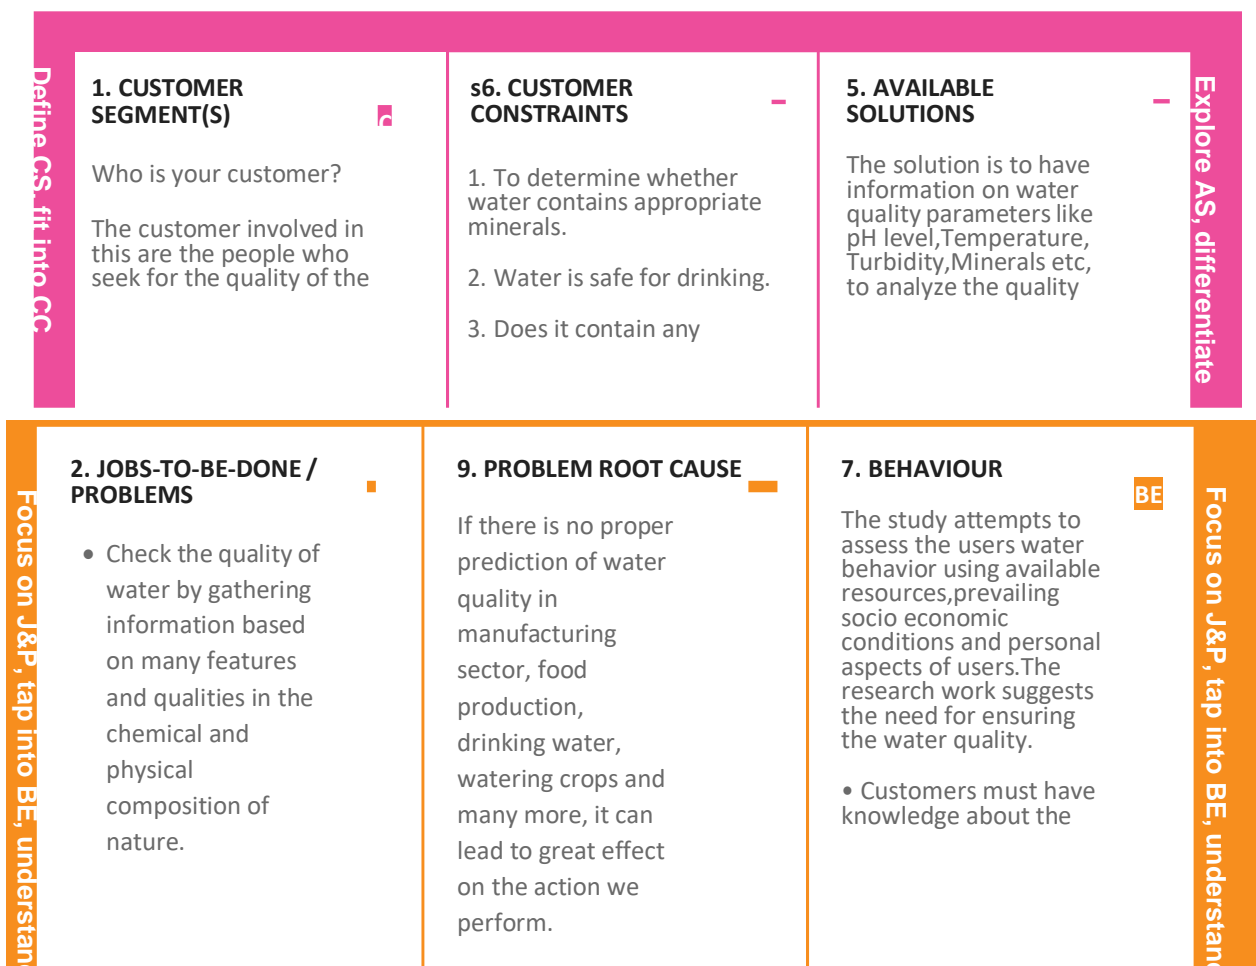 Define CS, fit into CC
1. CUSTOMER
SEGMENT(S)
Who is your customer?
The customer involved in
this are the people who
seek for the quality of the
s6. CUSTOMER
CONSTRAINTS
1. To determine whether
water contains appropriate
minerals.
2. Water is safe for drinking.
3. Does it contain any
5. AVAILABLE
SOLUTIONS
The solution is to have
information on water
quality parameters like
pH level,Temperature,
Turbidity,Minerals etc,
to analyze the quality
Explore AS, differentiate
Focus on J&P, tap into BE, understand
2. JOBS-TO-BE-DONE /
PROBLEMS
• Check the quality of
water by gathering
information based
on many features
and qualities in the
chemical and
physical
composition of
nature.
9. PROBLEM ROOT CAUSE
If there is no proper
prediction of water
quality in
manufacturing
sector, food
production,
drinking water,
watering crops and
many more, it can
lead to great effect
on the action we
perform.
7. BEHAVIOUR
BE
The study attempts to
assess the users water
behavior using available
resources,prevailing
socio economic
conditions and personal
aspects of users.The
research work suggests
the need for ensuring
the water quality.
• Customers must have
knowledge about the
Focus on J&P, tap into BE, understand